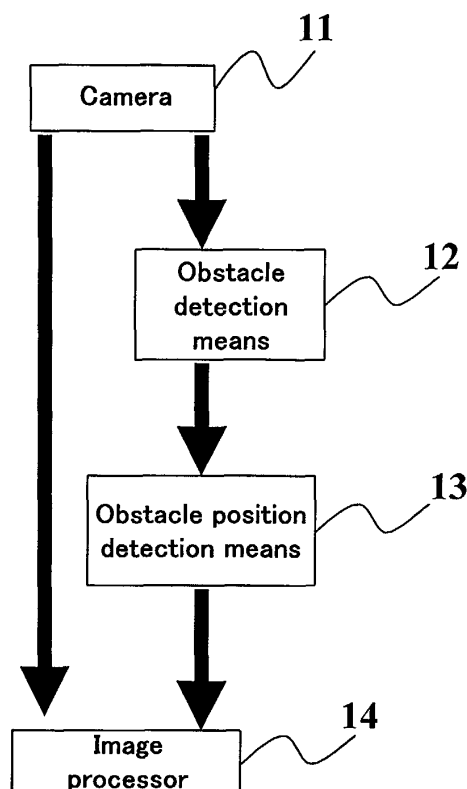 11
Camera
12
Obstacle
detection
means
13
Obstacle position
detection means
14
Image
processor